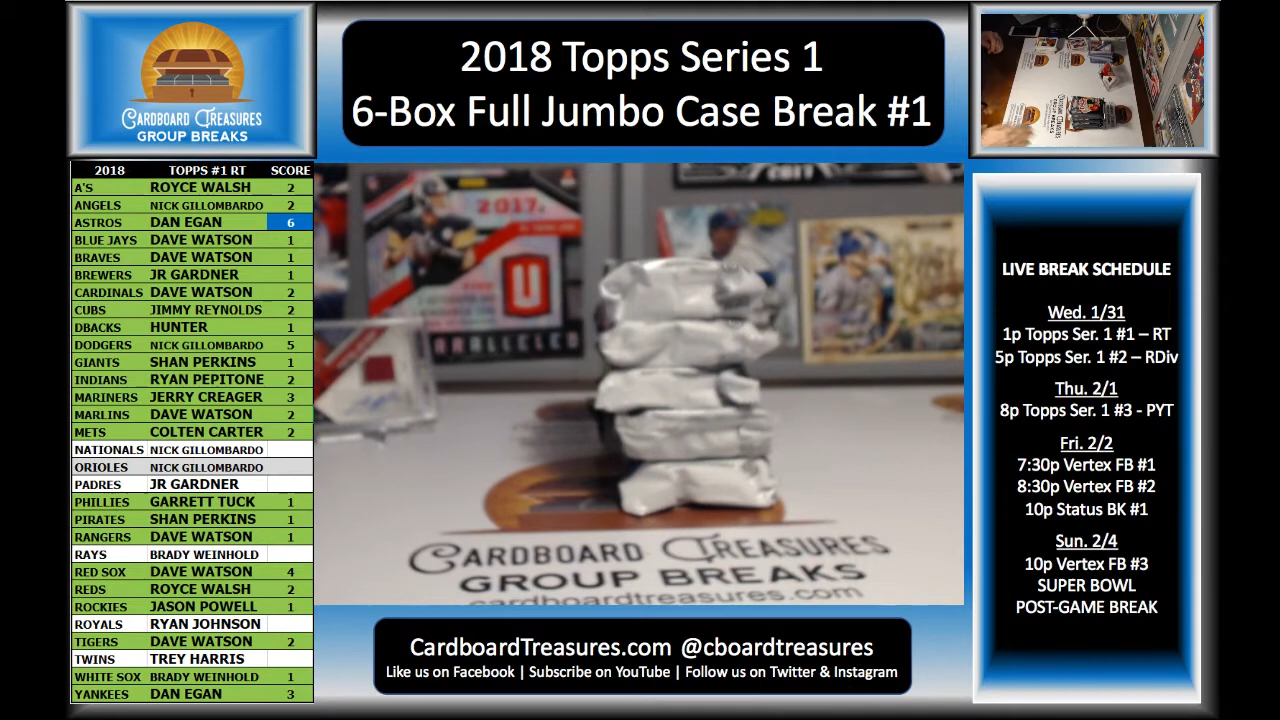 CARDBOARD TREASURES
GROUP BREAKS
2018 Topps Series 1
6-Box Full Jumbo Case Break #1
2018 TOPPS #1 RT SCORE
A'S ROYCE WALSH 2
ANGELS NICK GILLOMBARDO 2
ASTROS DAN EGAN 6
BLUE JAYS DAVE WATSON 1
BRAVES DAVE WATSON 1
BREWERS JR GARDNER 1
CARDINALS DAVE WATSON 2
CUBS JIMMY REYNOLDS 2
DBACKS HUNTER 1
DODGERS NICK GILLOMBARDO 5
GIANTS SHAN PERKINS 1
INDIANS RYAN PEPITONE 2
MARINERS JERRY CREAGER 3
MARLINS DAVE WATSON 2
METS COLTEN CARTER 2
NATIONALS NICK GILLOMBARDO
ORIOLES NICK GILLOMBARDO
PADRES JR GARDNER
PHILLIES GARRETT TUCK 1
PIRATES SHAN PERKINS 1
RANGERS DAVE WATSON 1
RAYS BRADY WEINHOLD
RED SOX DAVE WATSON 4
REDS ROYCE WALSH 2
ROCKIES JASON POWELL 1
ROYALS RYAN JOHNSON
TIGERS DAVE WATSON 2
TWINS TREY HARRIS
WHITE SOX BRADY WEINHOLD 1
YANKEES DAN EGAN 3
2017
U
PARALLELED
CARDBOARD TREASURES
GROUP BREAKS
cardboardtreasures.com
CardboardTreasures.com @cboardtreasures
Like us on Facebook | Subscribe on YouTube | Follow us on Twitter & Instagram
LIVE BREAK SCHEDULE
Wed. 1/31
1p Topps Ser. 1 #1 – RT
5p Topps Ser. 1 #2 – RDiv
Thu. 2/1
8p Topps Ser. 1 #3 - PYT
Fri. 2/2
7:30p Vertex FB #1
8:30p Vertex FB #2
10p Status BK #1
Sun. 2/4
10p Vertex FB #3
SUPER BOWL
POST-GAME BREAK